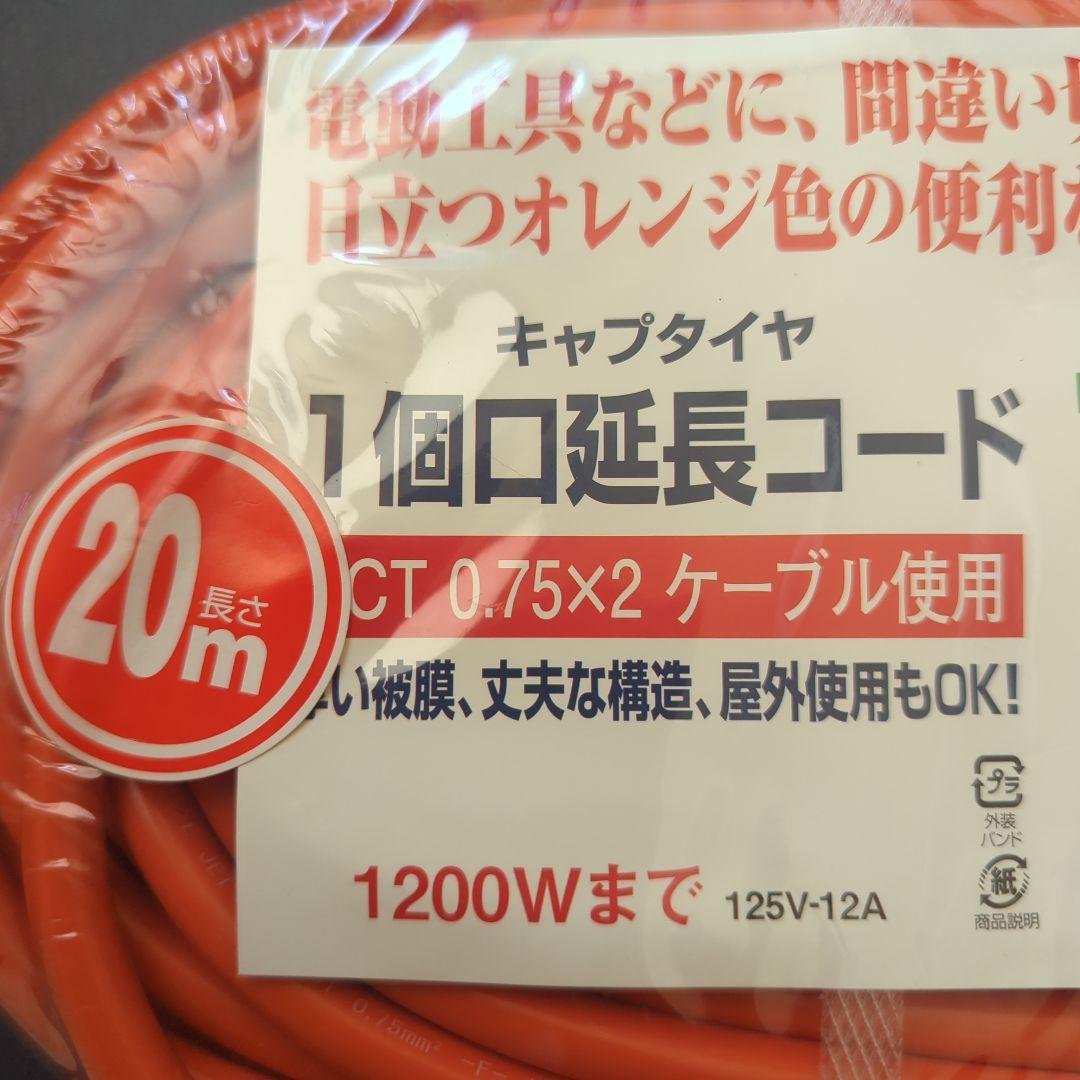 電動工具などに、間違い
目立つオレンジ色の便利
キャプタイヤ
1個口延長コード
20m
長さ
CT 0.75×2 ケーブル使用
い被膜、丈夫な構造、屋外使用もOK!
プラ
外装
バンド
紙
商品説明
1200Wまで 125V-12A
JET
0.75mm² -F-